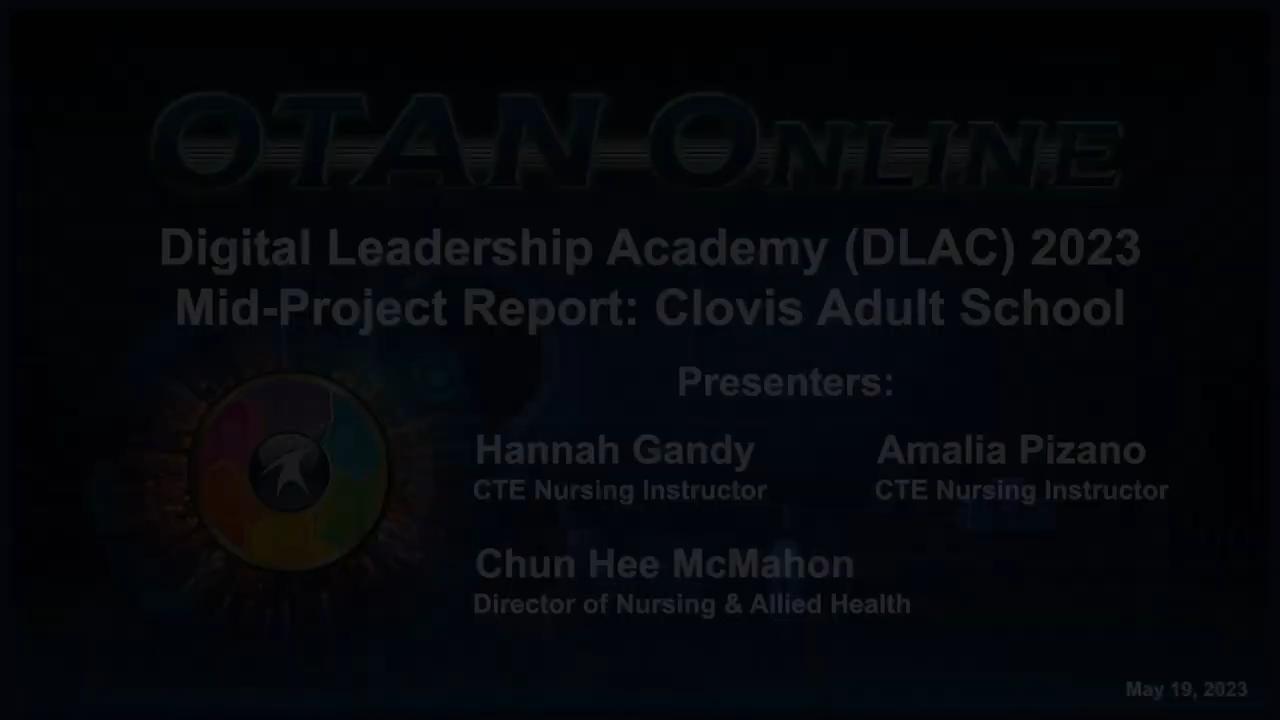 OTAN ONLINE
Digital Leadership Academy (DLAC) 2023
Mid-Project Report: Clovis Adult School
Presenters:
Hannah Gandy
CTE Nursing Instructor
Amalia Pizano
CTE Nursing Instructor
Chun Hee McMahon
Director of Nursing & Allied Health
May 19, 2023